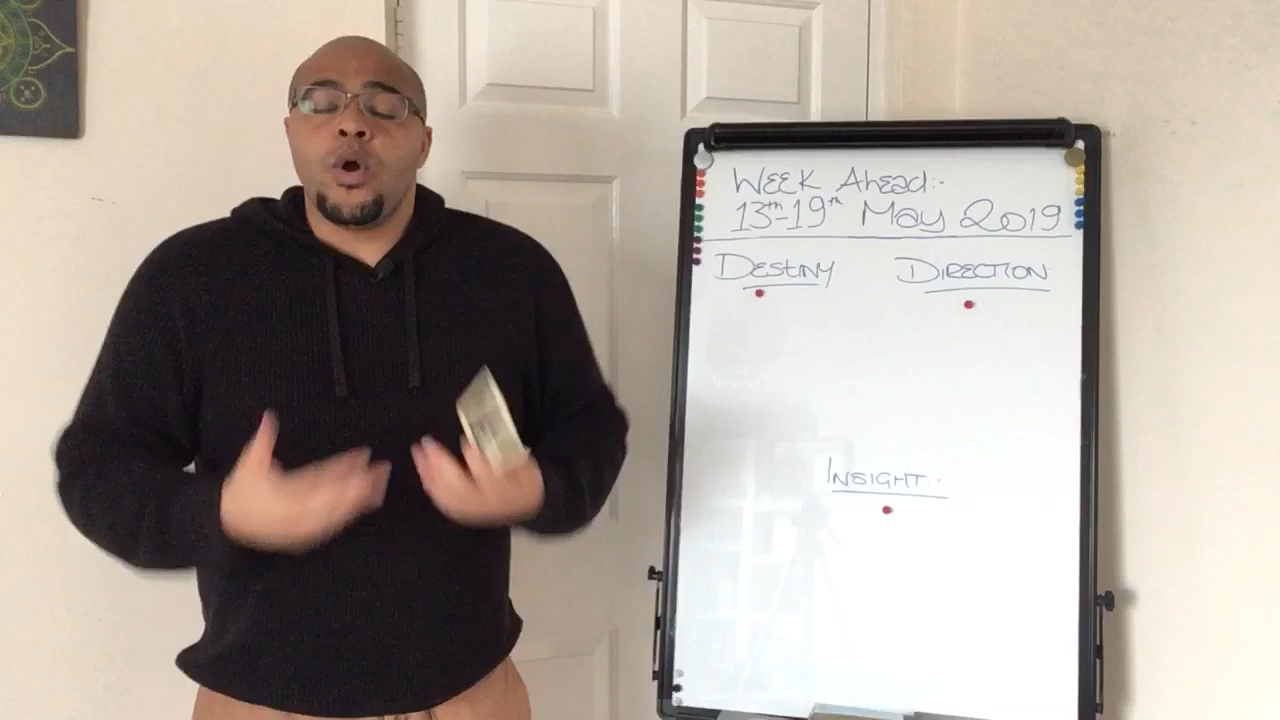 Week Ahead:-
13th-19th May 2019
Destiny
Direction
Insight:-